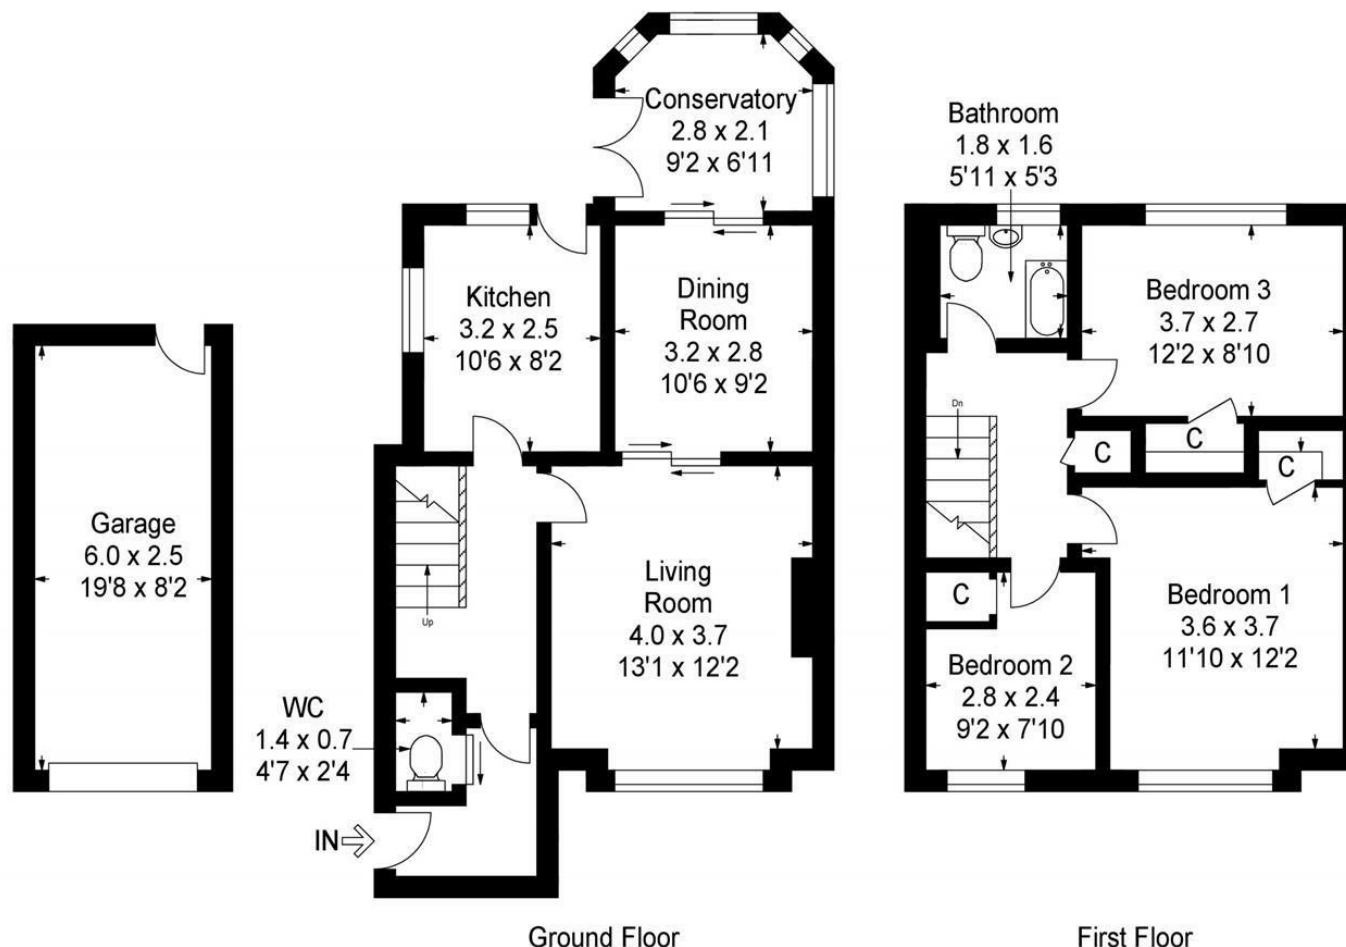 Conservatory
2.8 x 2.1
9'2 x 6'11
Bathroom
1.8 x 1.6
5'11 x 5'3
Kitchen
3.2 x 2.5
10'6 x 8'2
Dining
Room
3.2 x 2.8
10'6 x 9'2
Bedroom 3
3.7 x 2.7
12'2 x 8'10
Garage
6.0 x 2.5
19'8 x 8'2
Up
Living
Room
4.0 x 3.7
13'1 x 12'2
Dn
C
C
C
C
Bedroom 1
3.6 x 3.7
11'10 x 12'2
Bedroom 2
2.8 x 2.4
9'2 x 7'10
WC
1.4 x 0.7
4'7 x 2'4
IN
Ground Floor
First Floor